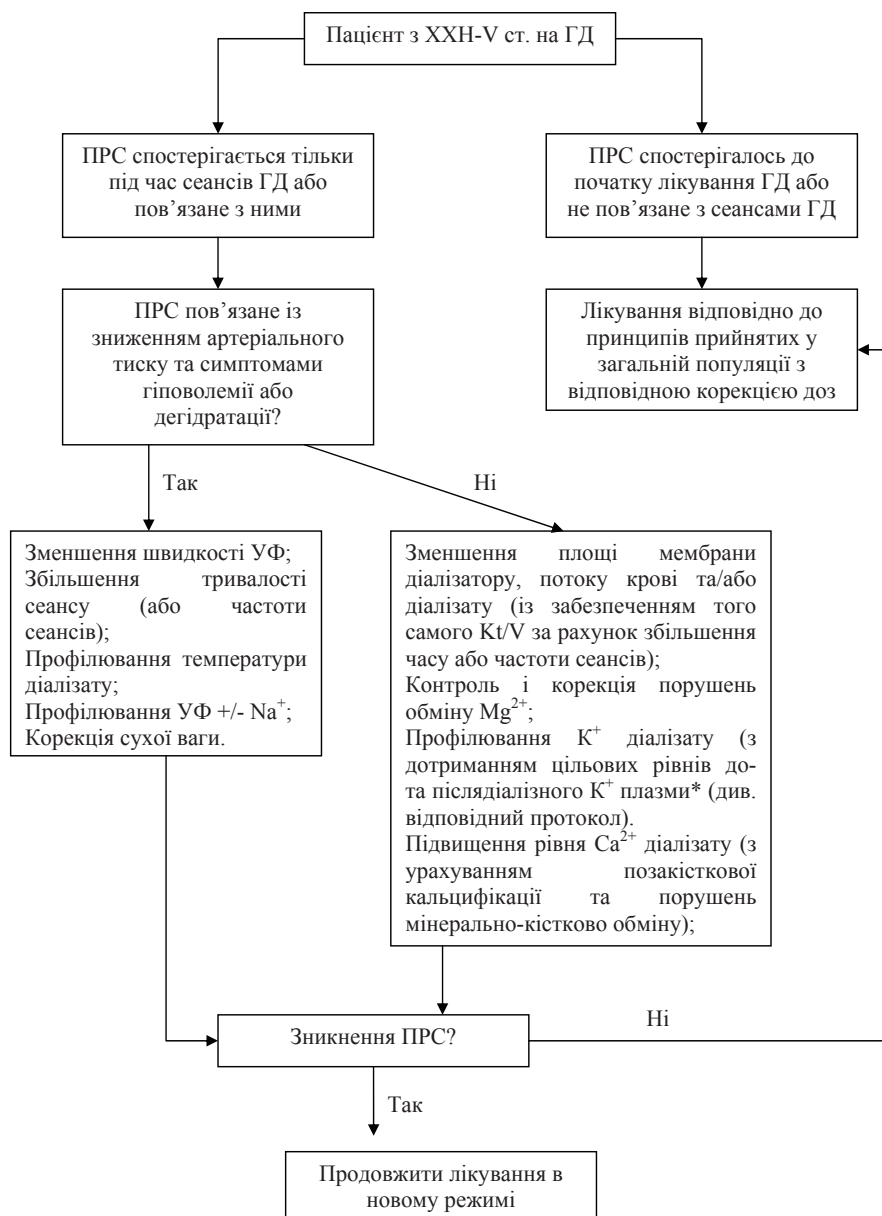 Пацієнт з ХХН-V ст. на ГД
ПРС спостерігається тільки
під час сеансів ГД або
пов’язане з ними
ПРС спостерігалось до
початку лікування ГД або
не пов’язане з сеансами ГД
ПРС пов’язане із
зниженням артеріального
тиску та симптомами
гіповолемії або
дегідратації?
Лікування відповідно до
принципів прийнятих у
загальній популяції з
відповідною корекцією доз
Так
Ні
Зменшення швидкості УФ;
Збільшення тривалості
сеансу (або частоти
сеансів);
Профілювання температури
діалізату;
Профілювання УФ +/- Na⁺;
Корекція сухої ваги.
Зменшення площі мембрани
діалізатору, потоку крові та/або
діалізату (із забезпеченням того
самого Kt/V за рахунок збільшення
часу або частоти сеансів);
Контроль і корекція порушень
обміну Mg²⁺;
Профілювання К⁺ діалізату (з
дотриманням цільових рівнів до-
та післядіалізного К⁺ плазми* (див.
відповідний протокол).
Підвищення рівня Ca²⁺ діалізату (з
урахуванням позакісткової
кальцифікації та порушень
мінерально-кістково обміну);
Зникнення ПРС?
Ні
Так
Продовжити лікування в
новому режимі